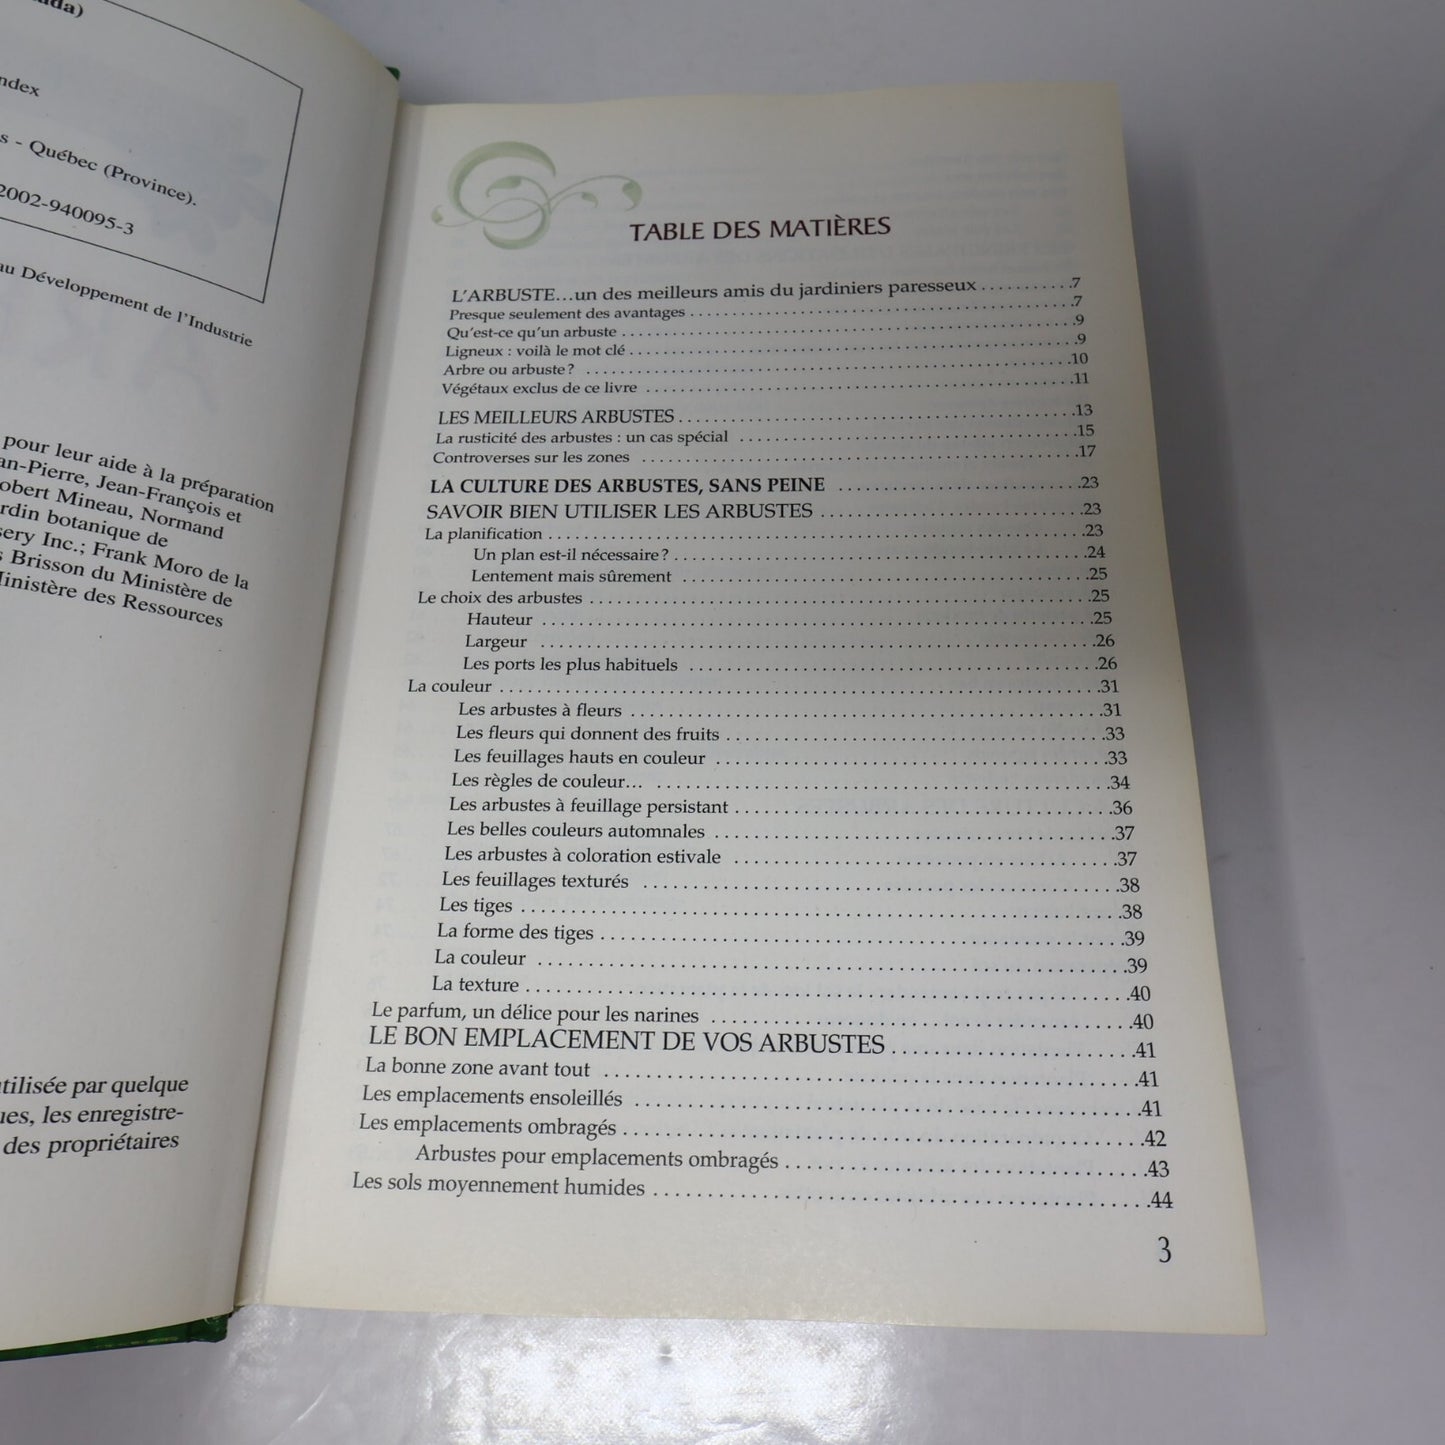 ada)
ndex
s - Québec (Province).
2002-940095-3
au Développement de l'Industrie
pour leur aide à la préparation
an-Pierre, Jean-François et
obert Mineau, Normand
rdin botanique de
sery Inc.; Frank Moro de la
s Brisson du Ministère de
Ministère des Ressources
utilisée par quelque
ues, les enregistre-
des propriétaires
TABLE DES MATIÈRES
L'ARBUSTE...un des meilleurs amis du jardiniers paresseux ..........7
Presque seulement des avantages ..........7
Qu'est-ce qu'un arbuste ..........9
Ligneux : voilà le mot clé ..........9
Arbre ou arbuste ? ..........10
Végétaux exclus de ce livre ..........11
LES MEILLEURS ARBUSTES ..........13
La rusticité des arbustes : un cas spécial ..........15
Controverses sur les zones ..........17
LA CULTURE DES ARBUSTES, SANS PEINE ..........23
SAVOIR BIEN UTILISER LES ARBUSTES ..........23
La planification ..........23
Un plan est-il nécessaire ? ..........24
Lentement mais sûrement ..........25
Le choix des arbustes ..........25
Hauteur ..........25
Largeur ..........26
Les ports les plus habituels ..........26
La couleur ..........31
Les arbustes à fleurs ..........31
Les fleurs qui donnent des fruits ..........33
Les feuillages hauts en couleur ..........33
Les règles de couleur... ..........34
Les arbustes à feuillage persistant ..........36
Les belles couleurs automnales ..........37
Les arbustes à coloration estivale ..........37
Les feuillages texturés ..........38
Les tiges ..........38
La forme des tiges ..........39
La couleur ..........39
La texture ..........40
Le parfum, un délice pour les narines ..........40
LE BON EMPLACEMENT DE VOS ARBUSTES ..........41
La bonne zone avant tout ..........41
Les emplacements ensoleillés ..........41
Les emplacements ombragés ..........42
Arbustes pour emplacements ombragés ..........43
Les sols moyennement humides ..........44
3